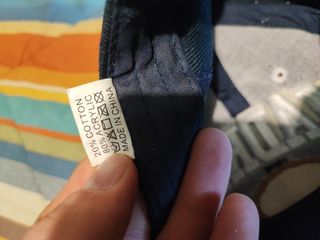 20% COTTON
80% ACRYLIC
MADE IN CHINA